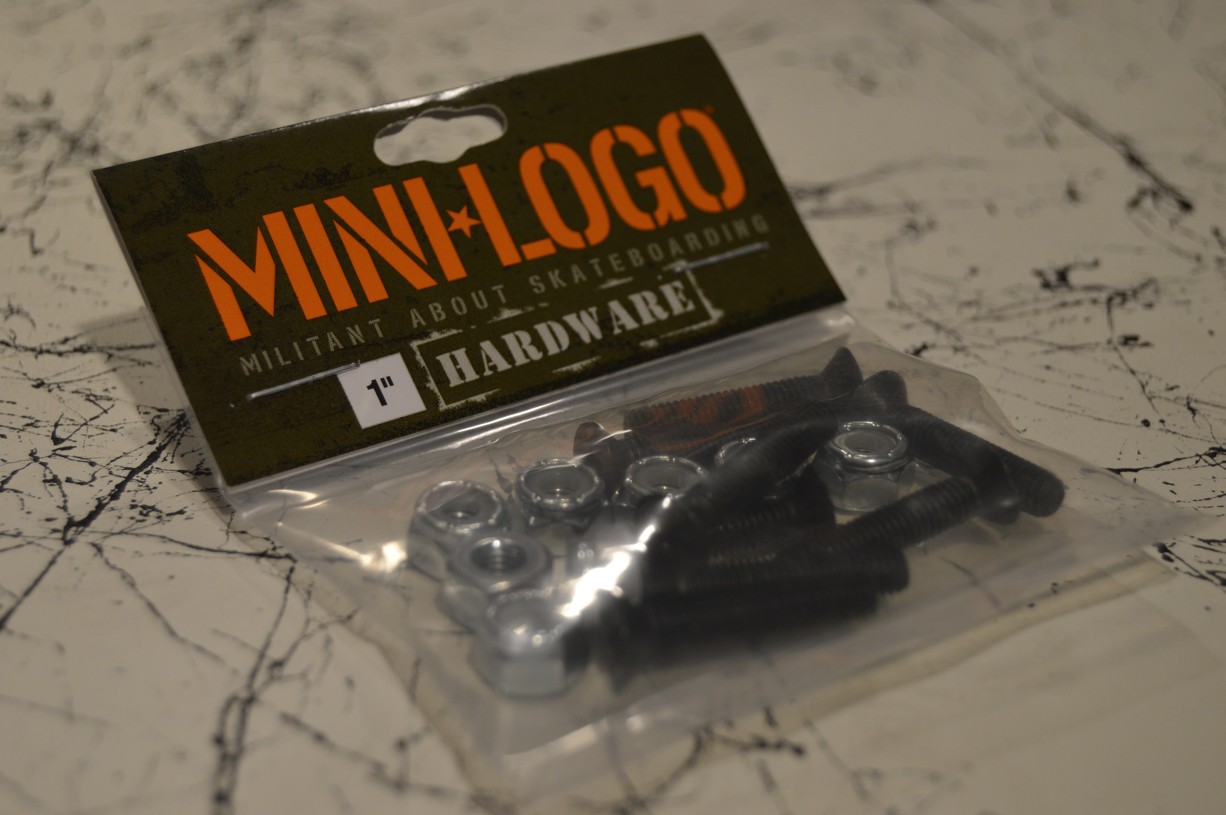 MINI★LOGO
MILITANT ABOUT SKATEBOARDING
HARDWARE
1"